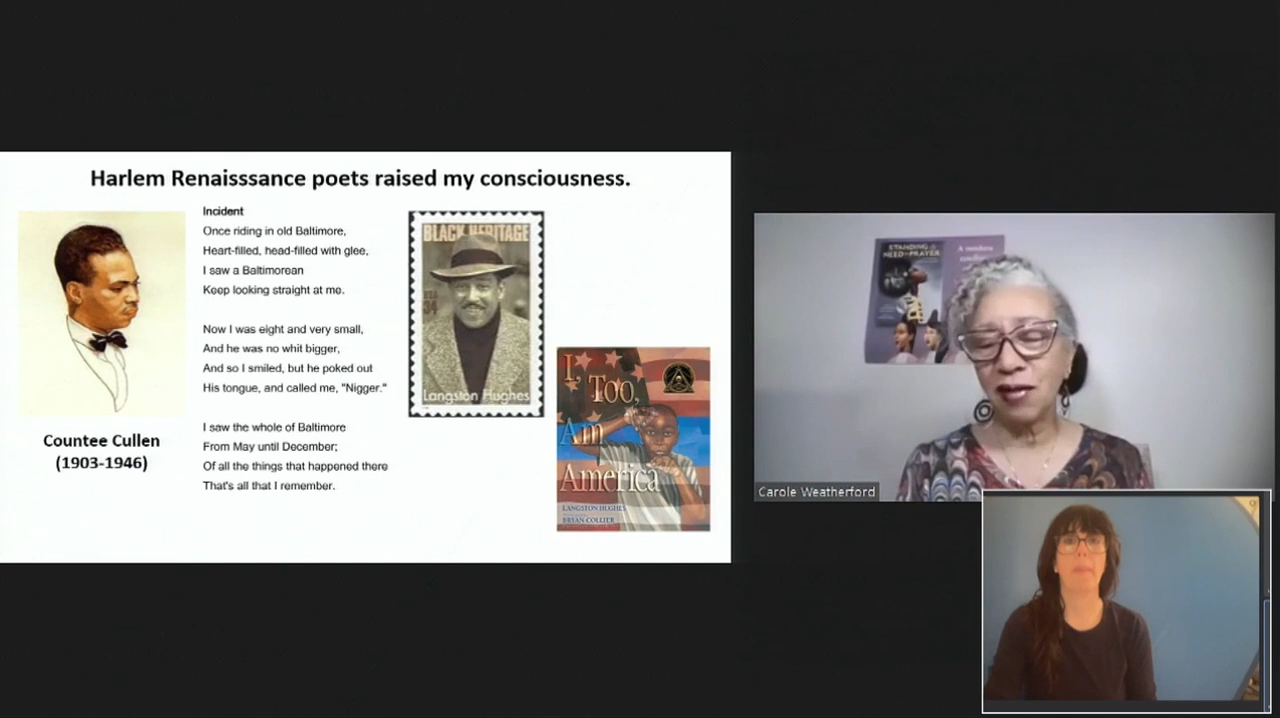 Harlem Renaisssance poets raised my consciousness.
Incident
Once riding in old Baltimore,
Heart-filled, head-filled with glee,
I saw a Baltimorean
Keep looking straight at me.
Now I was eight and very small,
And he was no whit bigger,
And so I smiled, but he poked out
His tongue, and called me, "Nigger."
I saw the whole of Baltimore
From May until December;
Of all the things that happened there
That's all that I remember.
Countee Cullen
(1903-1946)
BLACK HERITAGE
USA
34
Langston Hughes
I,
Too,
Am
America
LANGSTON HUGHES
BRYAN COLLIER
STANDING in the
NEED of PRAYER
A modern
Carole Weatherford